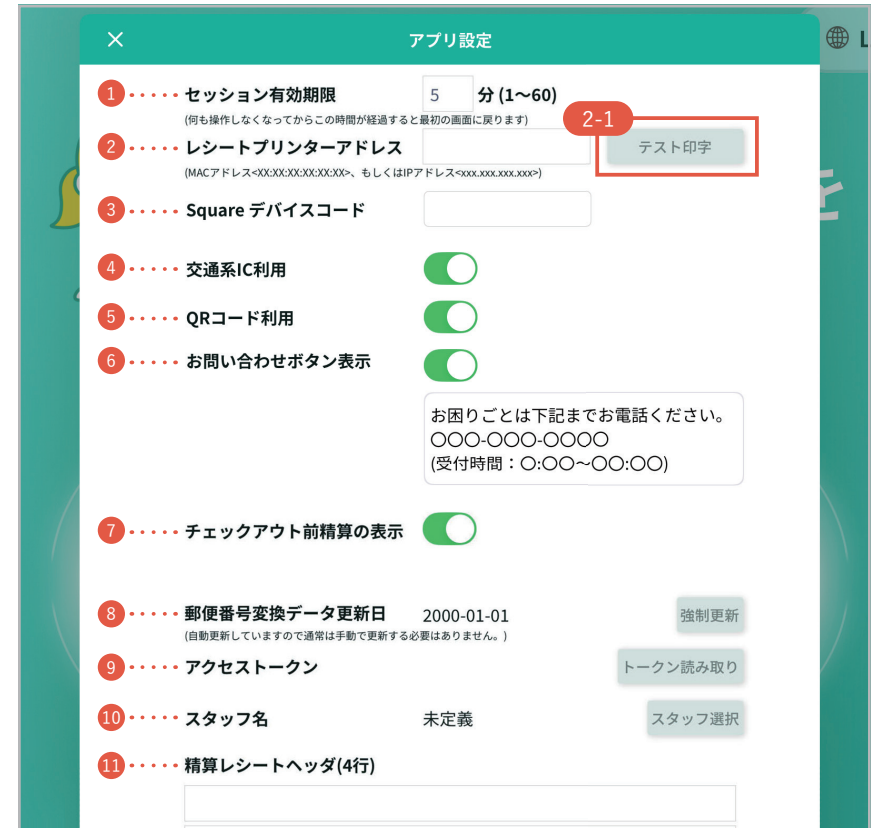 アプリ設定
L
1 セッション有効期限 5 分 (1〜60)
(何も操作しなくなってからこの時間が経過すると最初の画面に戻ります)
2-1
2 レシートプリンターアドレス テスト印字
(MACアドレス<XX:XX:XX:XX:XX:XX>、もしくはIPアドレス<xxx.xxx.xxx.xxx>)
を
3 Square デバイスコード
4 交通系IC利用
5 QRコード利用
6 お問い合わせボタン表示
お困りごとは下記までお電話ください。
〇〇〇-〇〇〇-〇〇〇〇
(受付時間：〇:〇〇〜〇〇:〇〇)
7 チェックアウト前精算の表示
8 郵便番号変換データ更新日 2000-01-01 強制更新
(自動更新していますので通常は手動で更新する必要はありません。)
9 アクセストークン トークン読み取り
10 スタッフ名 未定義 スタッフ選択
11 精算レシートヘッダ(4行)